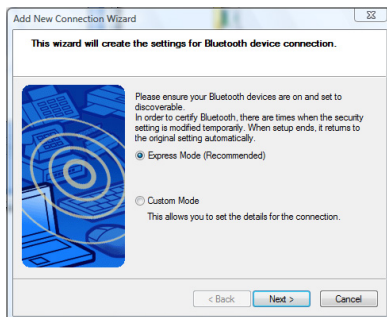 Add New Connection Wizard
This wizard will create the settings for Bluetooth device connection.
Please ensure your Bluetooth devices are on and set to
discoverable.
In order to certify Bluetooth, there are times when the security
setting is modified temporarily. When setup ends, it returns to
the original setting automatically.
Express Mode (Recommended)
Custom Mode
This allows you to set the details for the connection.
< Back Next > Cancel